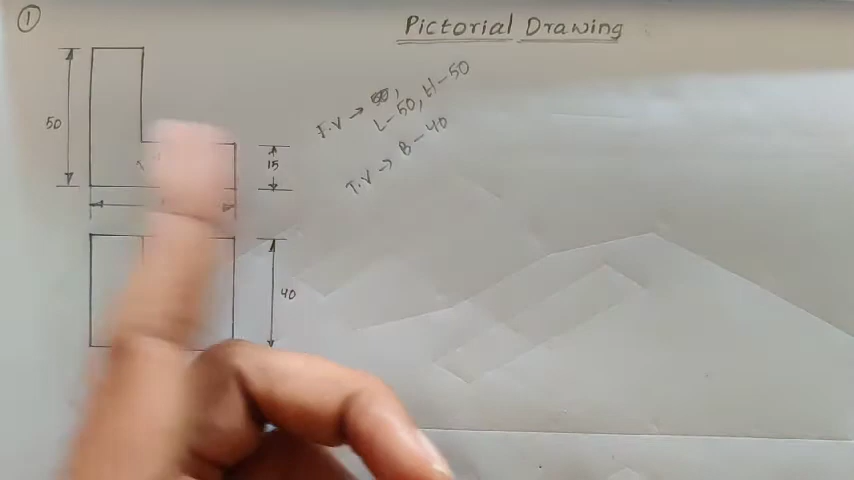 1
Pictorial Drawing
50
15
F.V → 50,
L-50, H-50
T.V → B-40
40